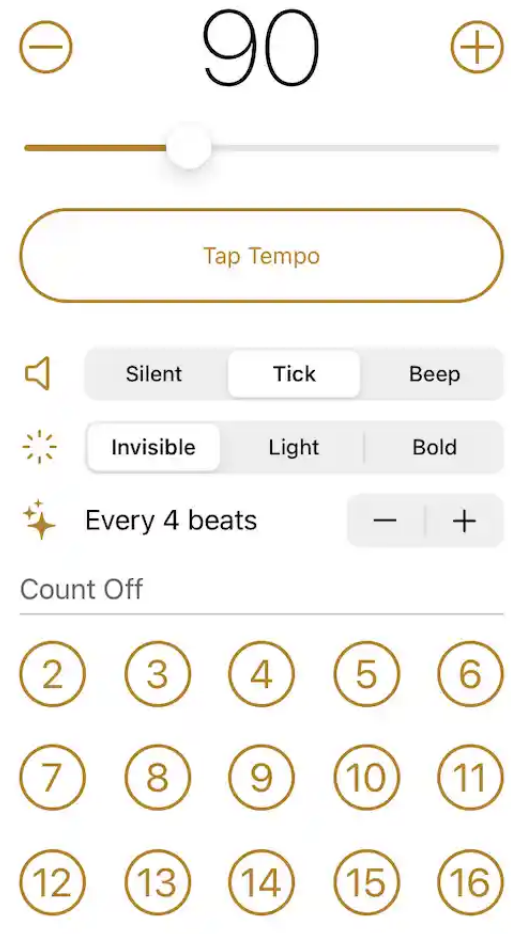 90
Tap Tempo
Silent Tick Beep
Invisible Light Bold
Every 4 beats − +
Count Off
2 3 4 5 6
7 8 9 10 11
12 13 14 15 16